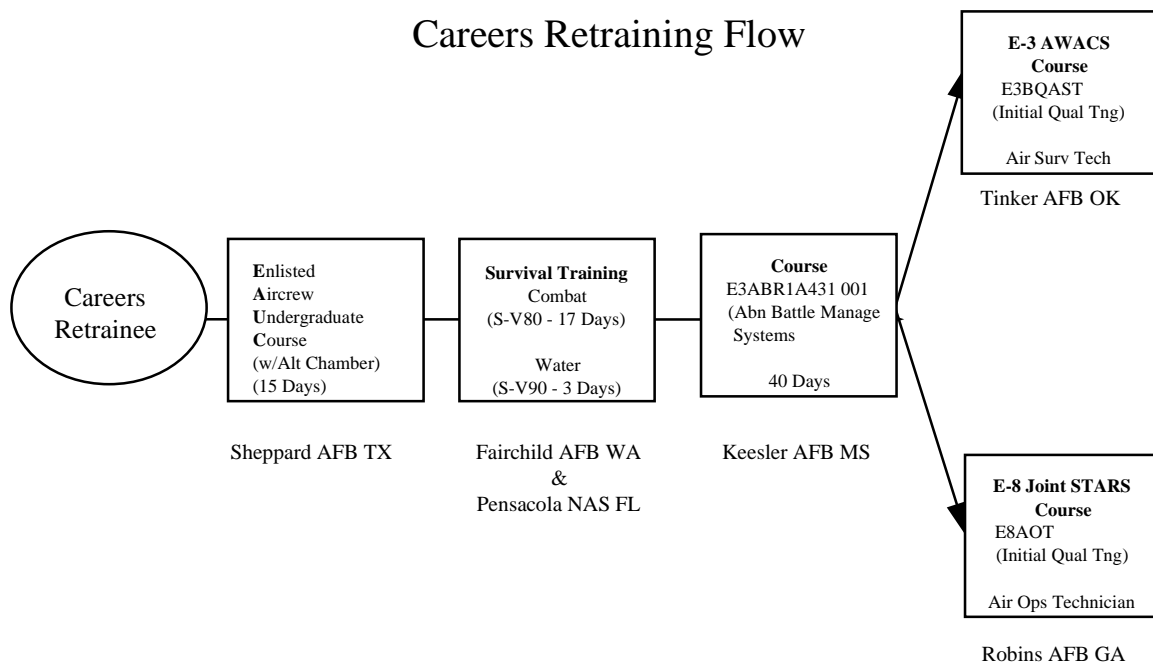 Careers Retraining Flow
Careers
Retrainee
Enlisted
Aircrew
Undergraduate
Course
(w/Alt Chamber)
(15 Days)
Sheppard AFB TX
Survival Training
Combat
(S-V80 - 17 Days)
Water
(S-V90 - 3 Days)
Fairchild AFB WA
&
Pensacola NAS FL
Course
E3ABR1A431 001
(Abn Battle Manage
Systems
40 Days
Keesler AFB MS
E-3 AWACS
Course
E3BQAST
(Initial Qual Tng)
Air Surv Tech
Tinker AFB OK
E-8 Joint STARS
Course
E8AOT
(Initial Qual Tng)
Air Ops Technician
Robins AFB GA